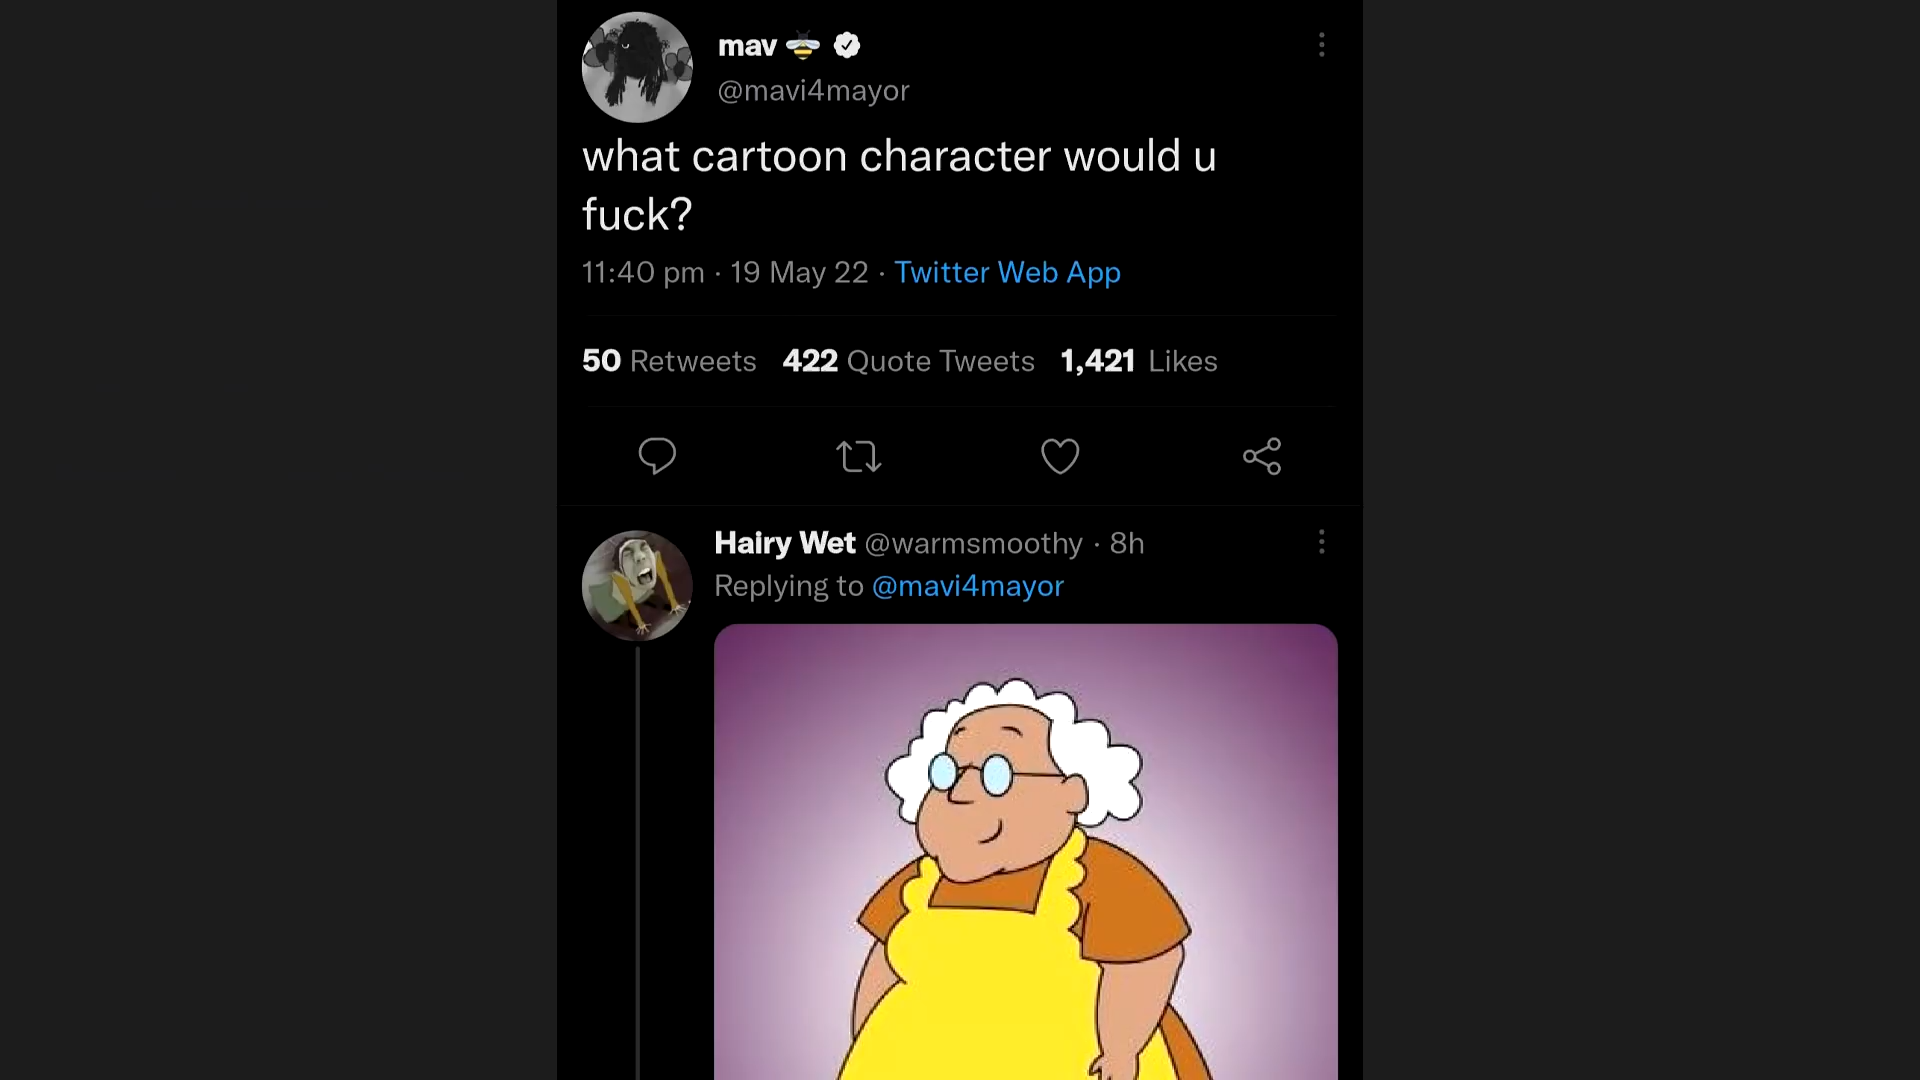 mav 🐝
@mavi4mayor
what cartoon character would u
fuck?
11:40 pm · 19 May 22 · Twitter Web App
50 Retweets 422 Quote Tweets 1,421 Likes
Hairy Wet @warmsmoothy · 8h
Replying to @mavi4mayor